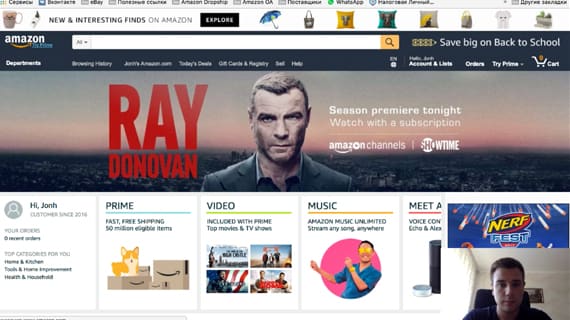 Сервисы Вконтакте eBay Полезные ссылки Amazon Dropship Amazon OA Поставщики WhatsApp Налоговая Личный... Другие закладки
NEW & INTERESTING FINDS ON AMAZON EXPLORE
amazon
Try Prime
All
Save big on Back to School
Departments
Browsing History Jonh's Amazon.com Today's Deals Gift Cards & Registry Sell Help
EN
Hello, Jonh
Account & Lists
Orders Try Prime
0
Cart
RAY
DONOVAN
Season premiere tonight
Watch with a subscription
amazon channels | SHOWTIME
Hi, Jonh
CUSTOMER SINCE 2016
YOUR ORDERS
0 recent orders
TOP CATEGORIES FOR YOU
Home & Kitchen
Tools & Home Improvement
Health & Household
PRIME
FAST, FREE SHIPPING
50 million eligible items
VIDEO
INCLUDED WITH PRIME
Top movies & TV shows
MUSIC
AMAZON MUSIC UNLIMITED
Stream any song, anywhere
MEET A
VOICE CONT
Echo & Alex
NERF
FEST